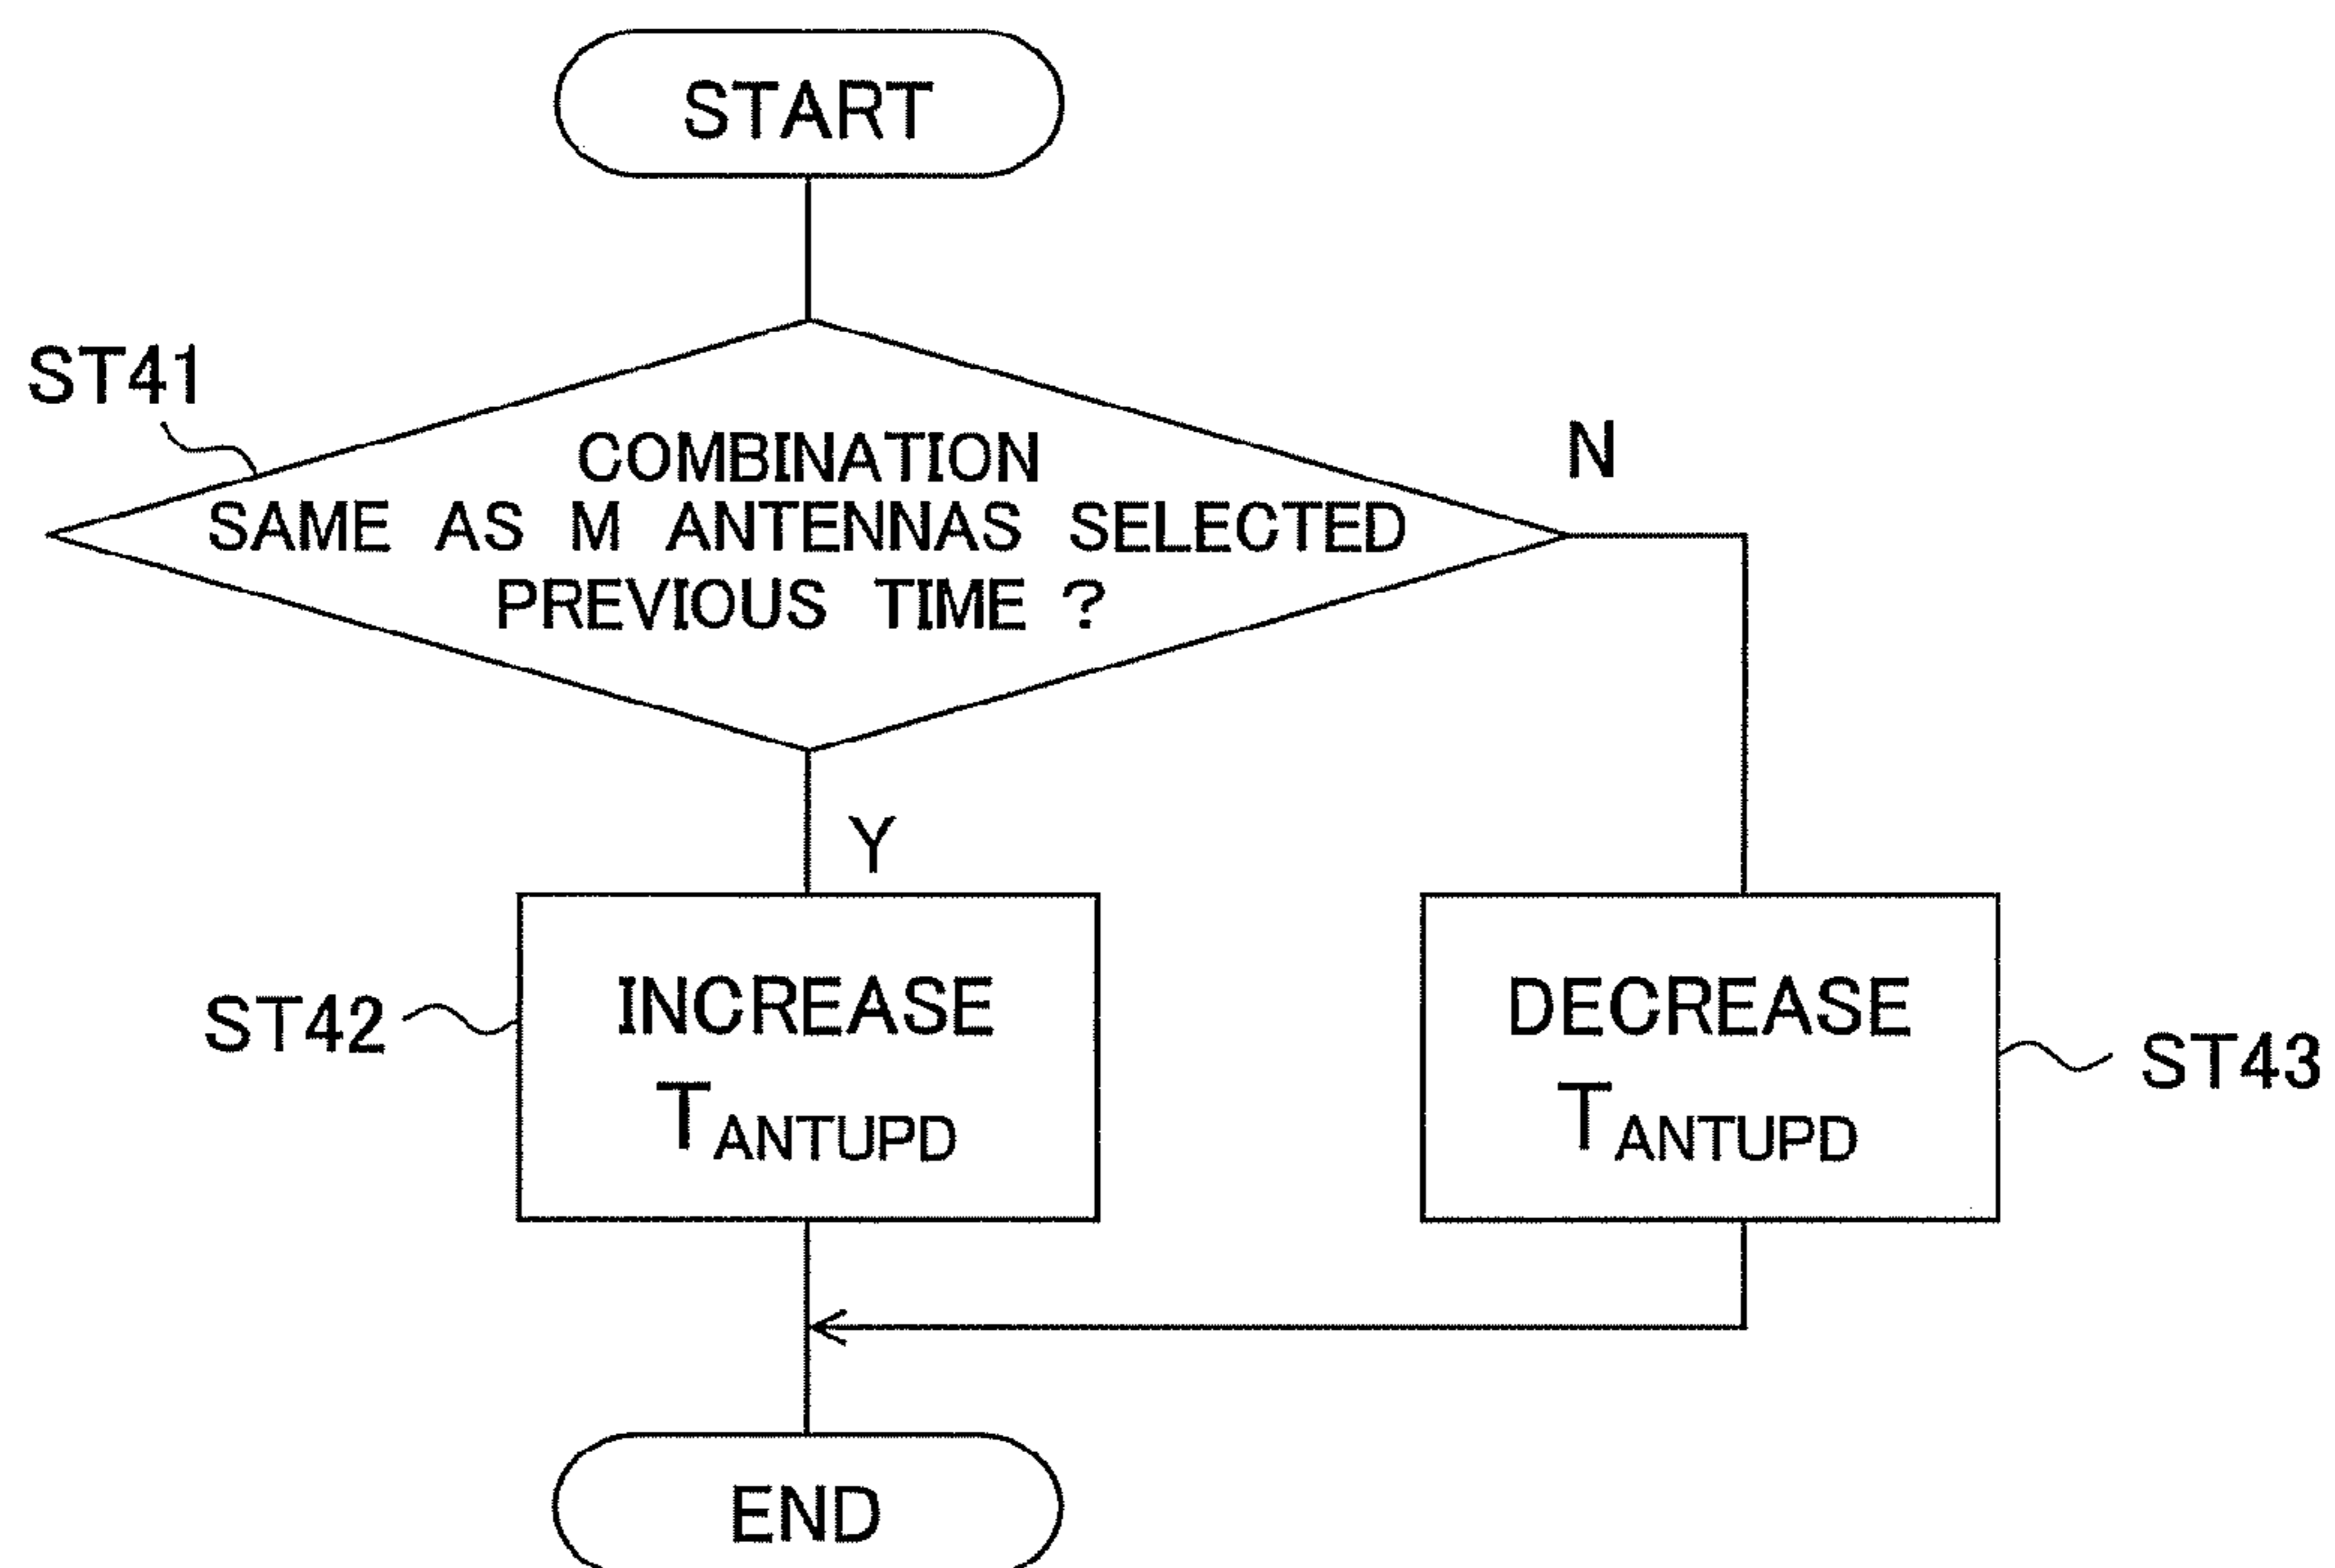 START
ST41
COMBINATION
SAME AS M ANTENNAS SELECTED
PREVIOUS TIME ?
N
Y
ST42
INCREASE
TANTUPD
DECREASE
TANTUPD
ST43
END